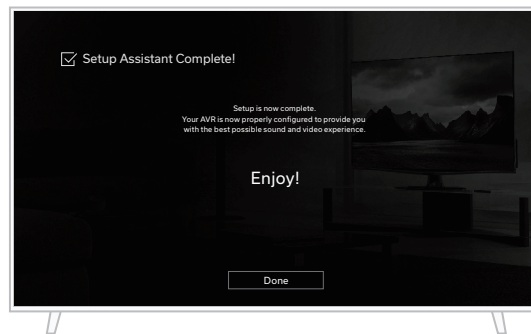 Setup Assistant Complete!
Setup is now complete.
Your AVR is now properly configured to provide you
with the best possible sound and video experience.
Enjoy!
Done